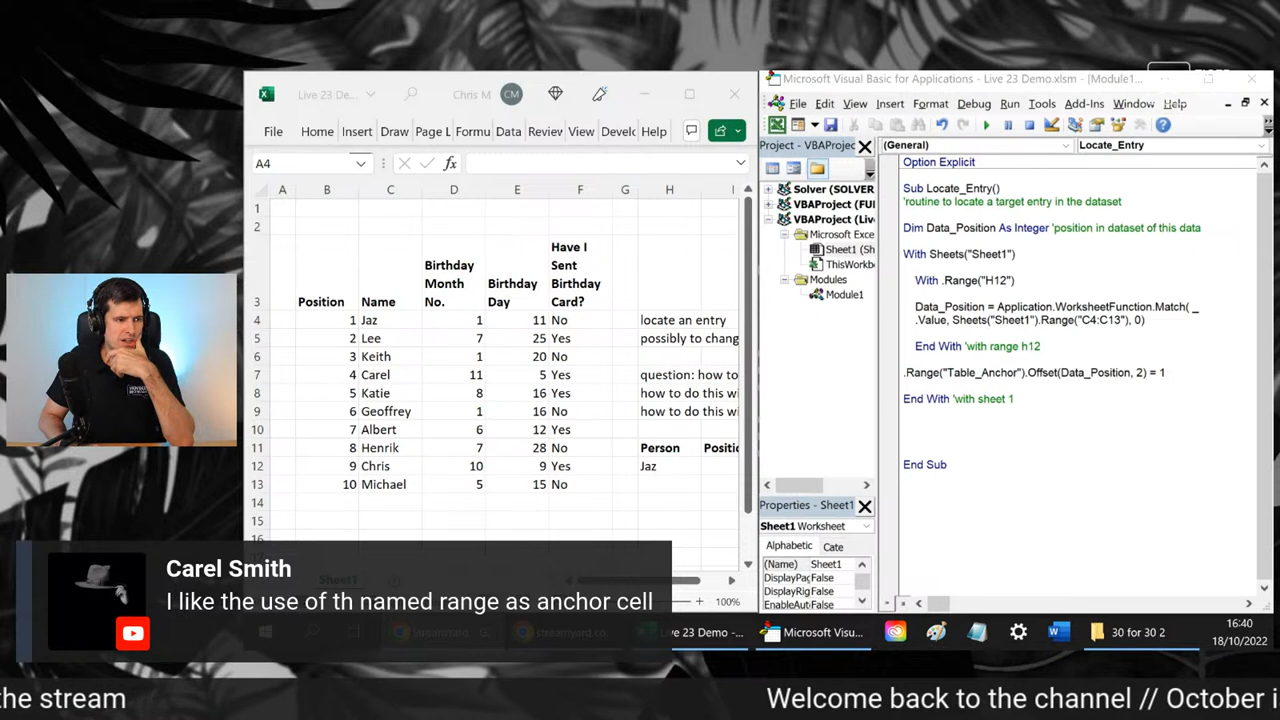 Live 23 De...
Chris M
CM
File Home Insert Draw Page L Formu Data Review View Develo Help
A4
fx
A B C D E F G H I
1
2
3 Position Name Birthday Month No. Birthday Day Have I Sent Birthday Card?
4 1 Jaz 1 11 No locate an entry
5 2 Lee 7 25 Yes possibly to chang
6 3 Keith 1 20 No
7 4 Carel 11 5 Yes question: how to
8 5 Katie 8 16 Yes how to do this wi
9 6 Geoffrey 1 16 No how to do this wi
10 7 Albert 6 12 Yes
11 8 Henrik 7 28 No Person Positio
12 9 Chris 10 9 Yes Jaz
13 10 Michael 5 15 No
14
15
16
Sheet1
100%
Microsoft Visual Basic for Applications - Live 23 Demo.xlsm - [Module1...
File Edit View Insert Format Debug Run Tools Add-Ins Window Help
Project - VBAProjec
Solver (SOLVER.
VBAProject (FU
VBAProject (Liv
Microsoft Exce
Sheet1 (Sh
ThisWorkb
Modules
Module1
Properties - Sheet1
Sheet1 Worksheet
Alphabetic Cate
(Name) Sheet1
DisplayPag False
DisplayRig False
EnableAut False
(General) Locate_Entry
Option Explicit
Sub Locate_Entry()
'routine to locate a target entry in the dataset
Dim Data_Position As Integer 'position in dataset of this data
With Sheets("Sheet1")
With .Range("H12")
Data_Position = Application.WorksheetFunction.Match( _
.Value, Sheets("Sheet1").Range("C4:C13"), 0)
End With 'with range h12
.Range("Table_Anchor").Offset(Data_Position, 2) = 1
End With 'with sheet 1
End Sub
Carel Smith
I like the use of th named range as anchor cell
Live 23 Demo -...
Microsoft Visu...
30 for 30 2
16:40
18/10/2022
the stream
Welcome back to the channel // October i